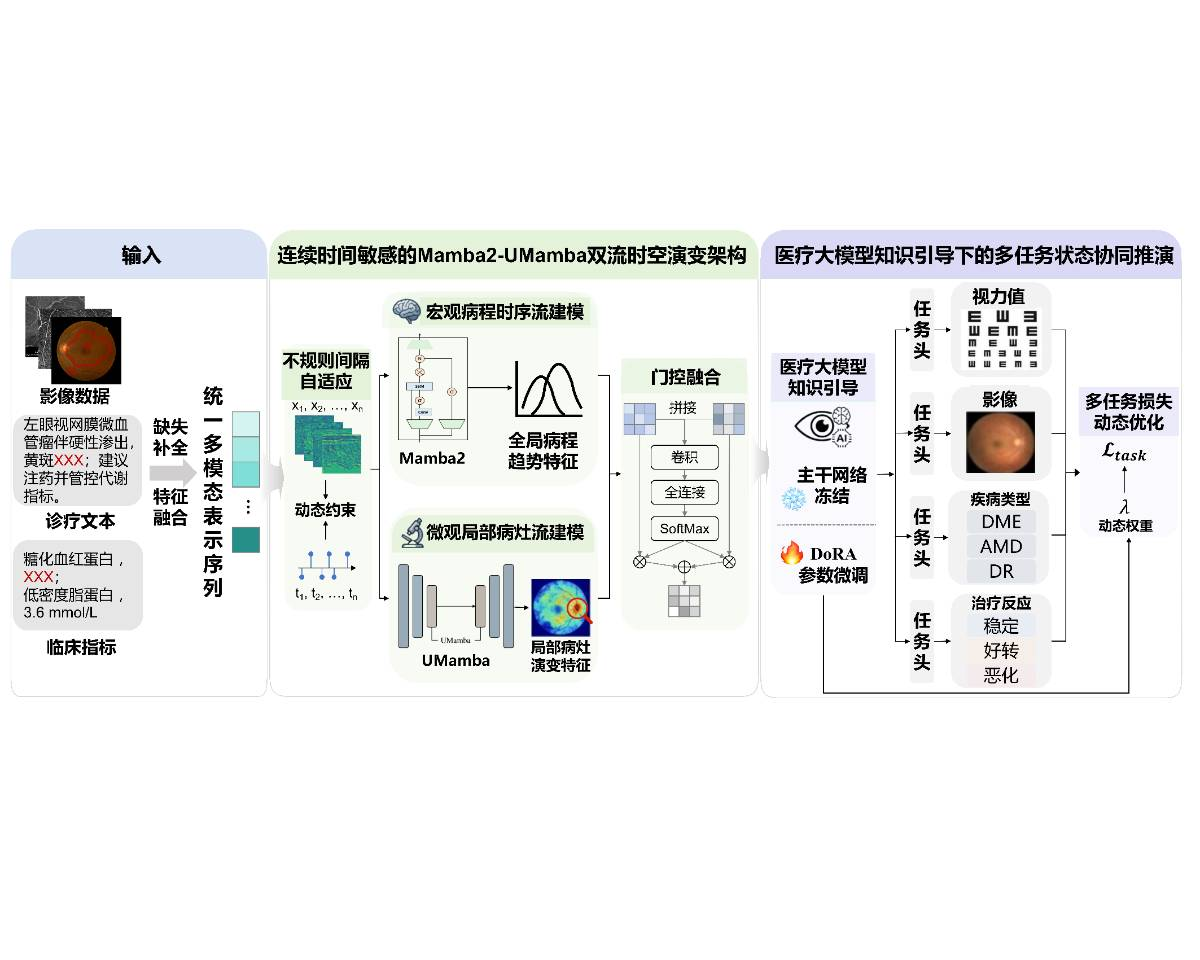 输入
影像数据
左眼视网膜微血
管瘤伴硬性渗出，
黄斑XXX；建议
注药并管控代谢
指标。
诊疗文本
糖化血红蛋白，
XXX；
低密度脂蛋白，
3.6 mmol/L
临床指标
缺失
补全
特征
融合
统一多模态表示序列
...
连续时间敏感的Mamba2-UMamba双流时空演变架构
不规则间隔
自适应
x₁, x₂, …, xₙ
动态约束
t₁, t₂, …, tₙ
宏观病程时序流建模
Mamba2
全局病程
趋势特征
微观局部病灶流建模
UMamba
UMamba
局部病灶
演变特征
门控融合
拼接
卷积
全连接
SoftMax
医疗大模型知识引导下的多任务状态协同推演
医疗大模型
知识引导
AI
主干网络
冻结
DoRA
参数微调
任务头
视力值
任务头
影像
任务头
疾病类型
DME
AMD
DR
任务头
治疗反应
稳定
好转
恶化
多任务损失
动态优化
ℒtask
λ
动态权重